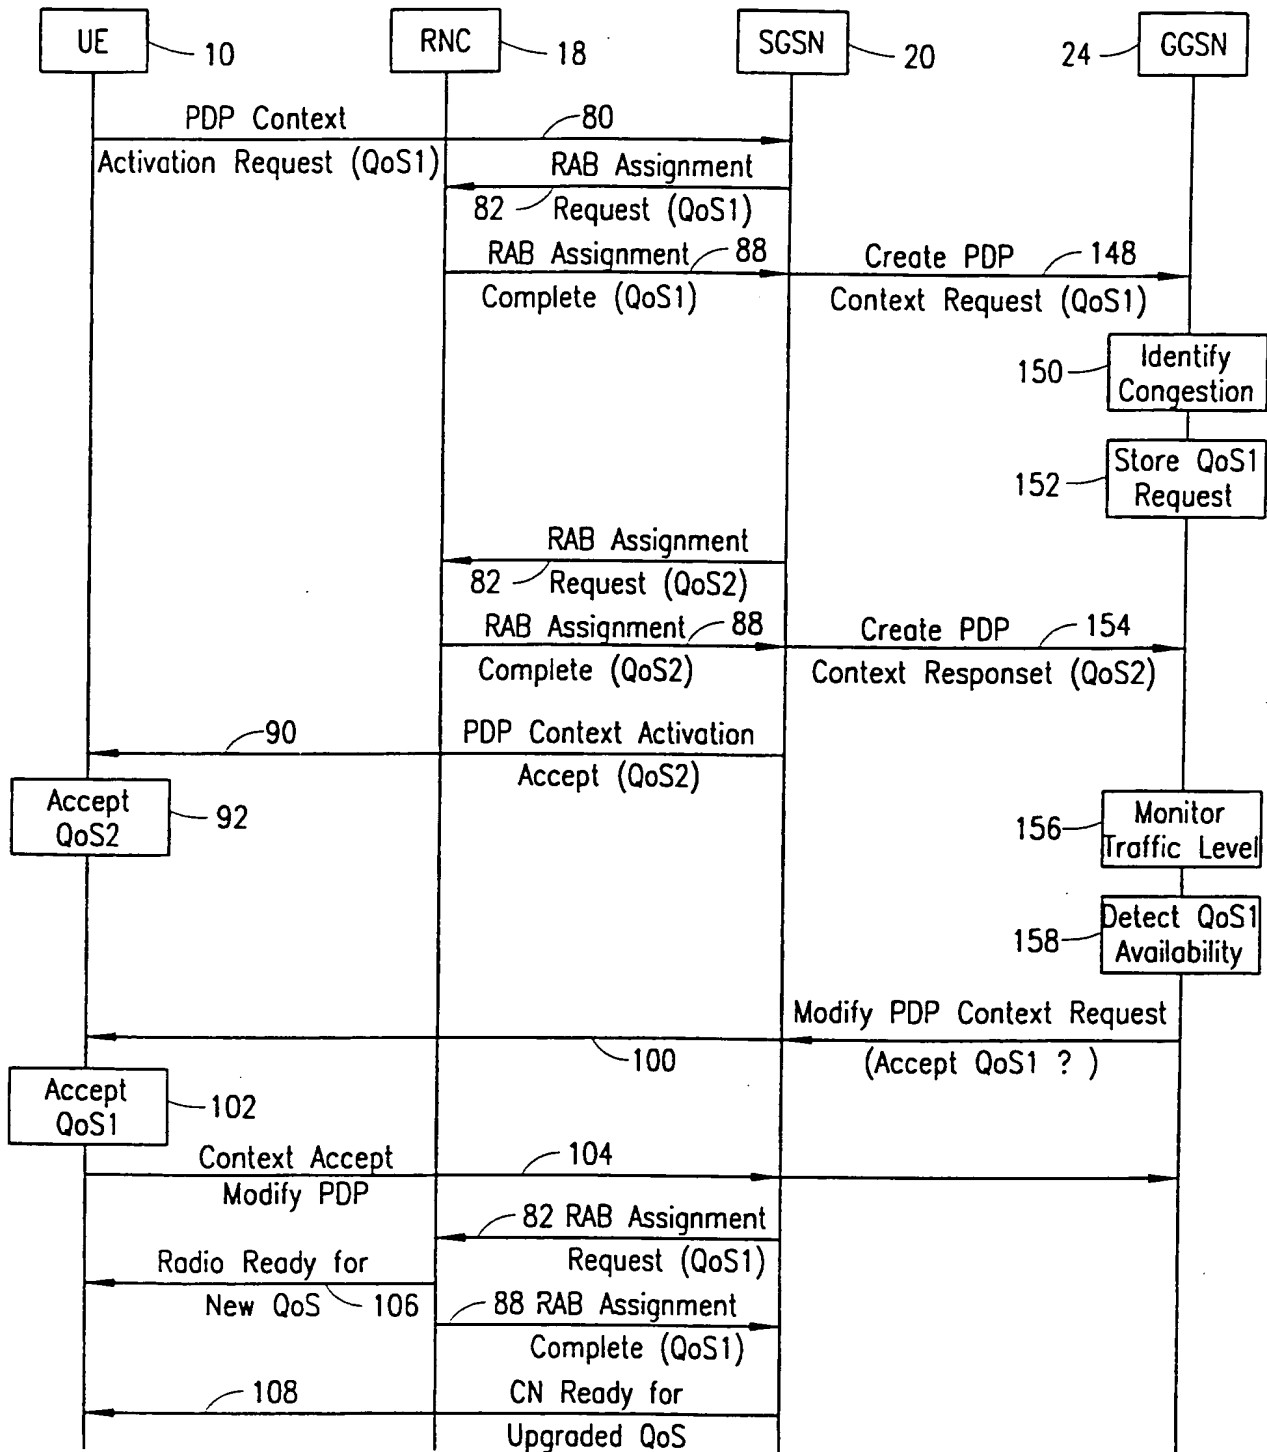 UE
10
RNC
18
SGSN
20
24
GGSN
PDP Context
80
Activation Request (QoS1)
RAB Assignment
82
Request (QoS1)
RAB Assignment
88
Create PDP
148
Complete (QoS1)
Context Request (QoS1)
150
Identify
Congestion
152
Store QoS1
Request
RAB Assignment
82
Request (QoS2)
RAB Assignment
88
Create PDP
154
Complete (QoS2)
Context Responset (QoS2)
90
PDP Context Activation
Accept (QoS2)
Accept
QoS2
92
156
Monitor
Traffic Level
158
Detect QoS1
Availability
Modify PDP Context Request
100
(Accept QoS1 ? )
Accept
QoS1
102
Context Accept
104
Modify PDP
82 RAB Assignment
Request (QoS1)
Radio Ready for
New QoS
106
88 RAB Assignment
Complete (QoS1)
108
CN Ready for
Upgraded QoS